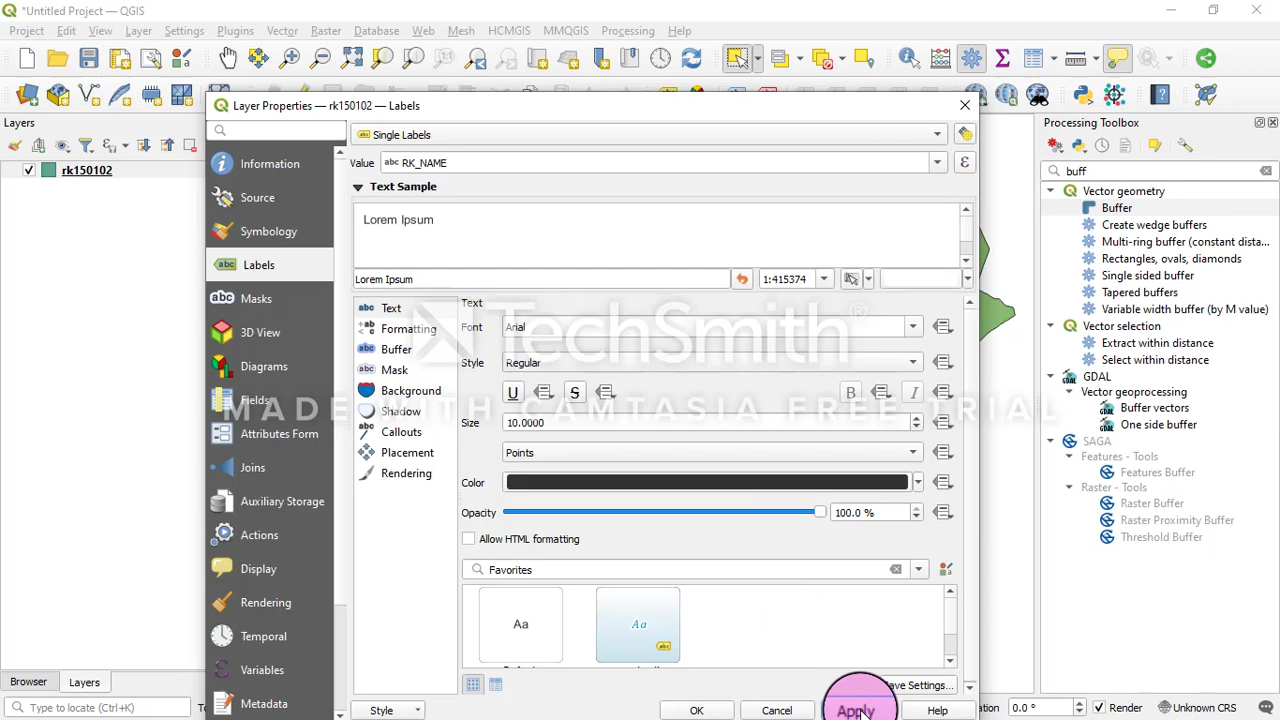 *Untitled Project — QGIS
Project Edit View Layer Settings Plugins Vector Raster Database Web Mesh HCMGIS MMQGIS Processing Help
Layers
rk150102
Browser Layers
Type to locate (Ctrl+K)
Layer Properties — rk150102 — Labels
Information
Source
Symbology
Labels
Masks
3D View
Diagrams
Fields
Attributes Form
Joins
Auxiliary Storage
Actions
Display
Rendering
Temporal
Variables
Metadata
Single Labels
Value abc RK_NAME
Text Sample
Lorem Ipsum
Lorem Ipsum 1:415374
Text
Formatting
Buffer
Mask
Background
Shadow
Callouts
Placement
Rendering
Text
Font Arial
Style Regular
U S B I
Size 10.0000
Points
Color
Opacity 100.0 %
Allow HTML formatting
Favorites
Aa Aa
Save Settings...
Style OK Cancel Apply Help
TechSmith®
MADE WITH CAMTASIA FREE TRIAL
Processing Toolbox
buff
Vector geometry
Buffer
Create wedge buffers
Multi-ring buffer (constant dista...
Rectangles, ovals, diamonds
Single sided buffer
Tapered buffers
Variable width buffer (by M value)
Vector selection
Extract within distance
Select within distance
GDAL
Vector geoprocessing
Buffer vectors
One side buffer
SAGA
Features - Tools
Features Buffer
Raster - Tools
Raster Buffer
Raster Proximity Buffer
Threshold Buffer
0.0 ° Render Unknown CRS